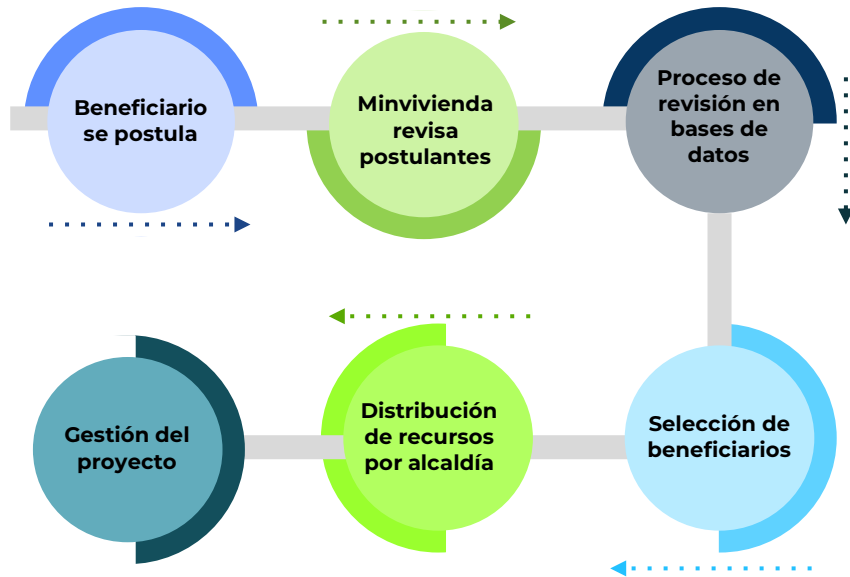 Beneficiario
se postula
Minvivienda
revisa
postulantes
Proceso de
revisión en
bases de
datos
Selección de
beneficiarios
Distribución
de recursos
por alcaldía
Gestión del
proyecto